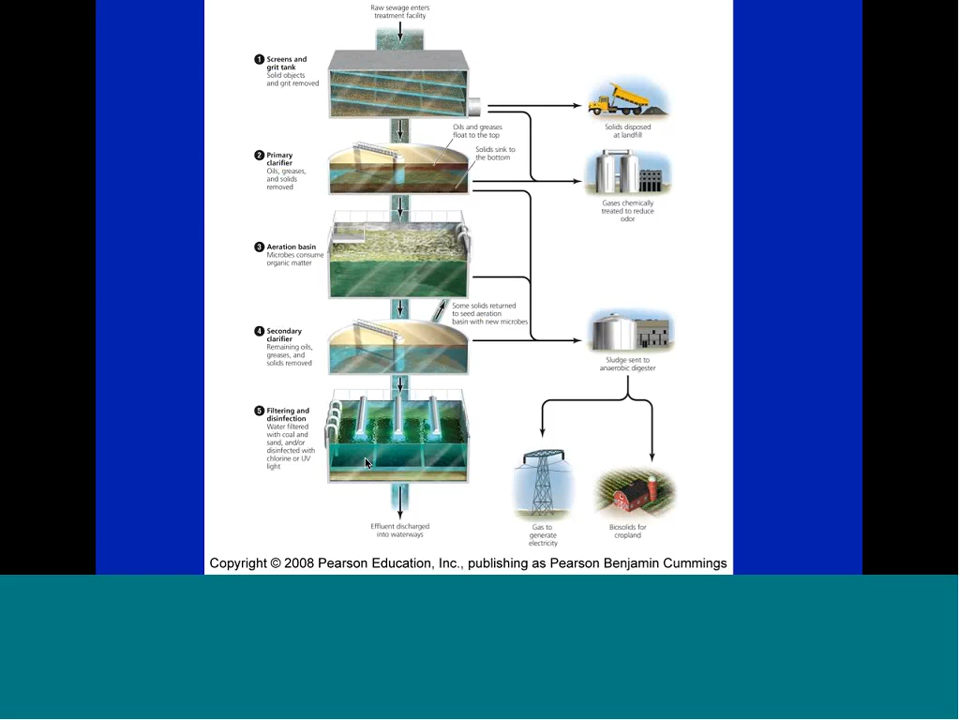 Raw sewage enters
treatment facility
1 Screens and
grit tank
Solid objects
and grit removed
Solids disposed
at landfill
Oils and greases
float to the top
Solids sink to
the bottom
2 Primary
clarifier
Oils, greases,
and solids
removed
Gases chemically
treated to reduce
odor
3 Aeration basin
Microbes consume
organic matter
Some solids returned
to seed aeration
basin with new microbes
4 Secondary
clarifier
Remaining oils,
greases, and
solids removed
Sludge sent to
anaerobic digester
5 Filtering and
disinfection
Water filtered
with coal and
sand, and/or
disinfected with
chlorine or UV
light
Effluent discharged
into waterways
Gas to
generate
electricity
Biosolids for
cropland
Copyright © 2008 Pearson Education, Inc., publishing as Pearson Benjamin Cummings